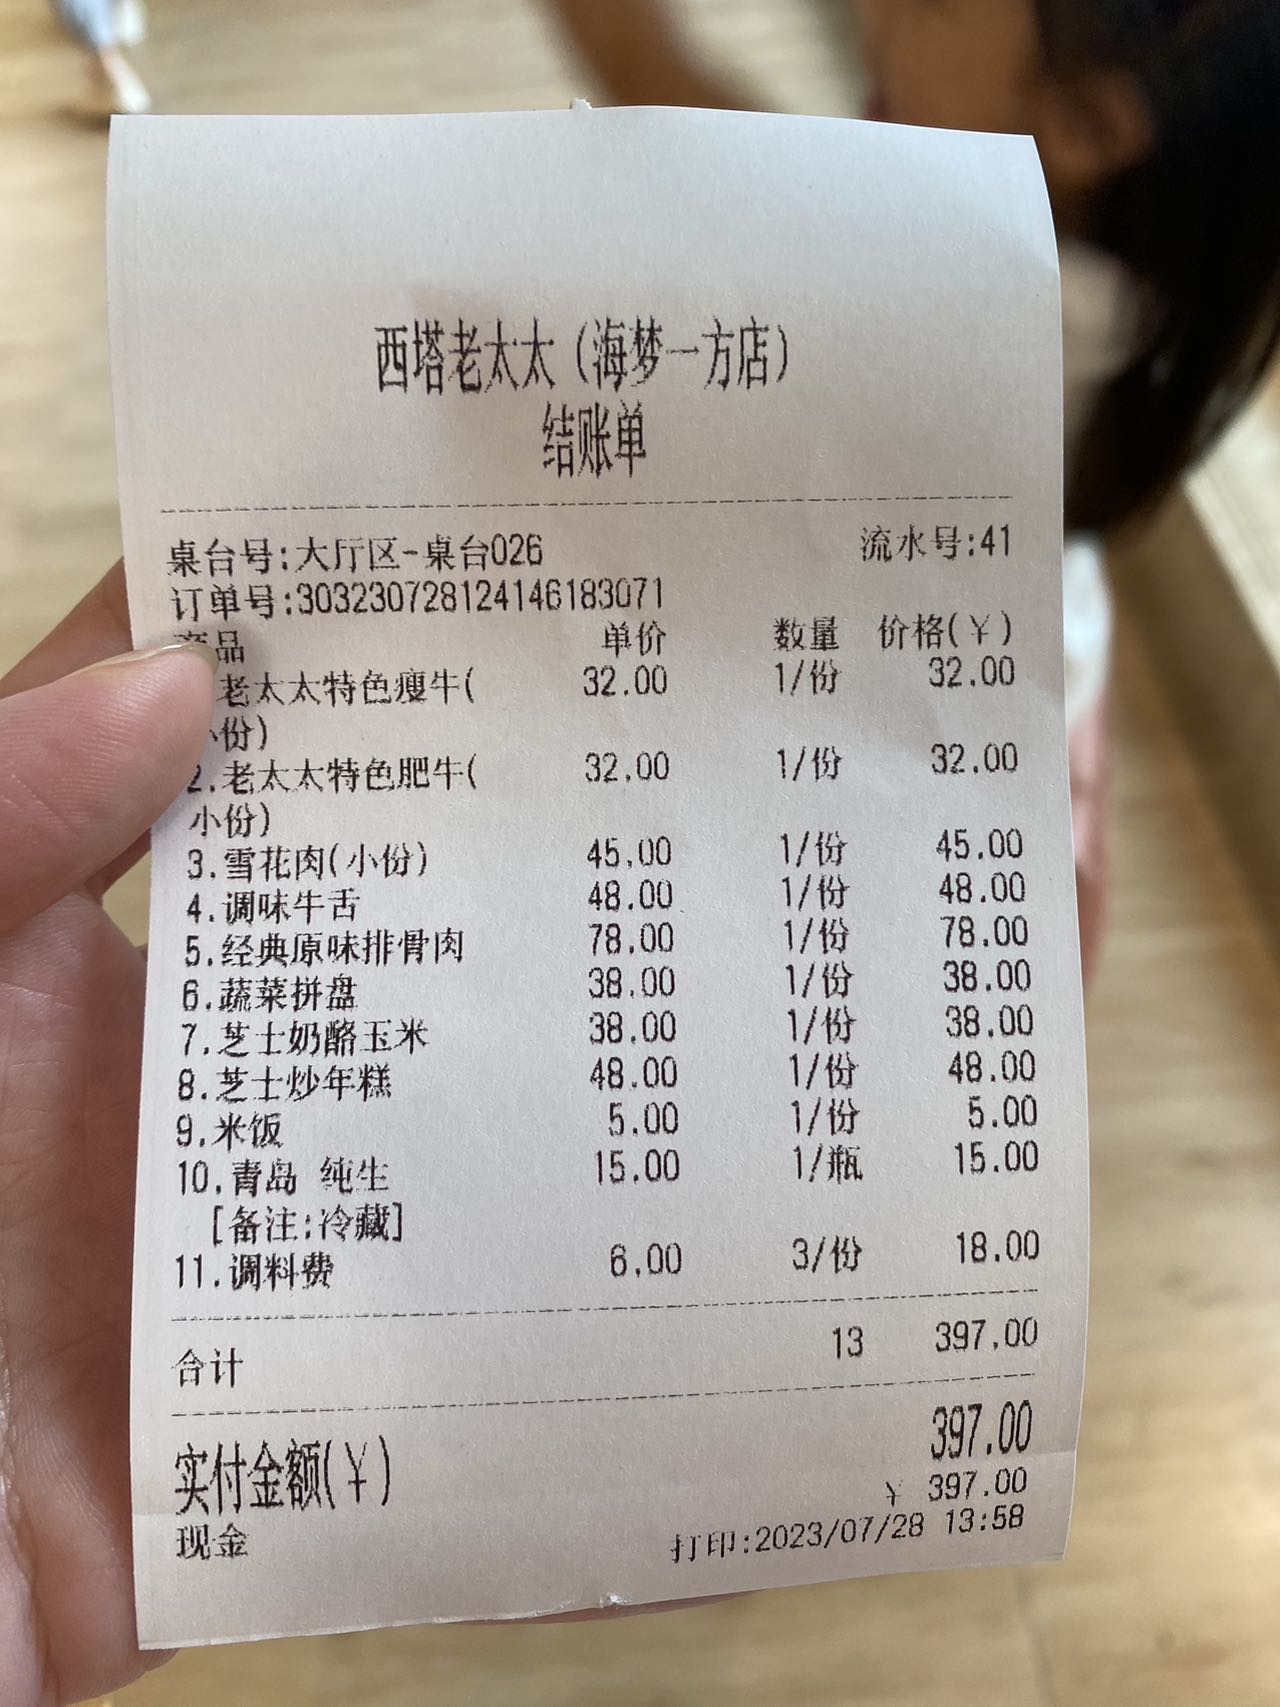 西塔老太太（海梦一方店）
结账单
桌台号:大厅区-桌台026 流水号:41
订单号:303230728124146183071
商品 单价 数量 价格(¥)
老太太特色瘦牛( 32.00 1/份 32.00
小份)
2.老太太特色肥牛( 32.00 1/份 32.00
小份)
3.雪花肉(小份) 45.00 1/份 45.00
4.调味牛舌 48.00 1/份 48.00
5.经典原味排骨肉 78.00 1/份 78.00
6.蔬菜拼盘 38.00 1/份 38.00
7.芝士奶酪玉米 38.00 1/份 38.00
8.芝士炒年糕 48.00 1/份 48.00
9.米饭 5.00 1/份 5.00
10.青岛 纯生 15.00 1/瓶 15.00
[备注:冷藏]
11.调料费 6.00 3/份 18.00
合计 13 397.00
实付金额(¥) 397.00
现金 ¥ 397.00
打印:2023/07/28 13:58